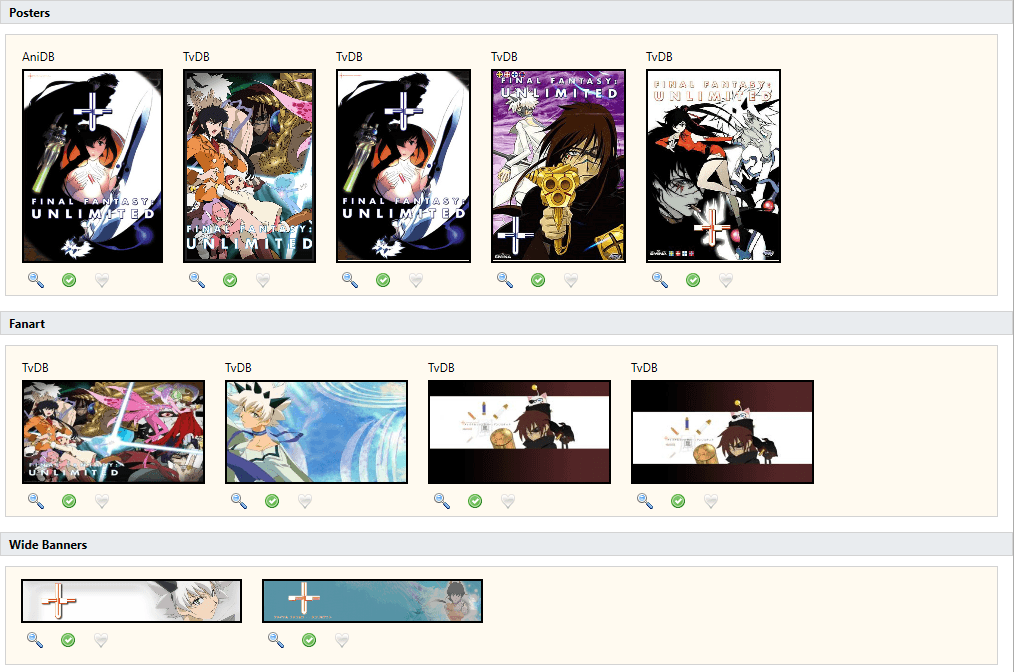 Posters
AniDB
TvDB
TvDB
TvDB
TvDB
FINAL FANTASY:
UNLIMITED
FINAL FANTASY:
UNLIMITED
FINAL FANTASY:
UNLIMITED
FINAL FANTASY:
UNLIMITED
FINAL FANTASY:
UNLIMITED
Fanart
TvDB
TvDB
TvDB
TvDB
FINAL FANTASY:
UNLIMITED
Wide Banners